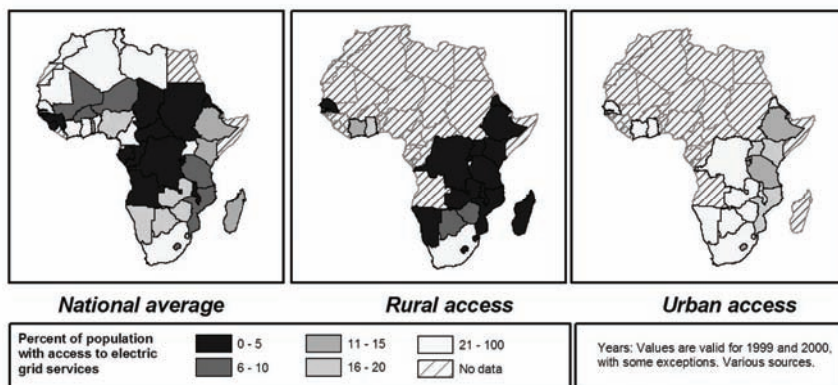 National average
Rural access
Urban access
Percent of population
with access to electric
grid services
0 - 5
6 - 10
11 - 15
16 - 20
21 - 100
No data
Years: Values are valid for 1999 and 2000,
with some exceptions. Various sources.